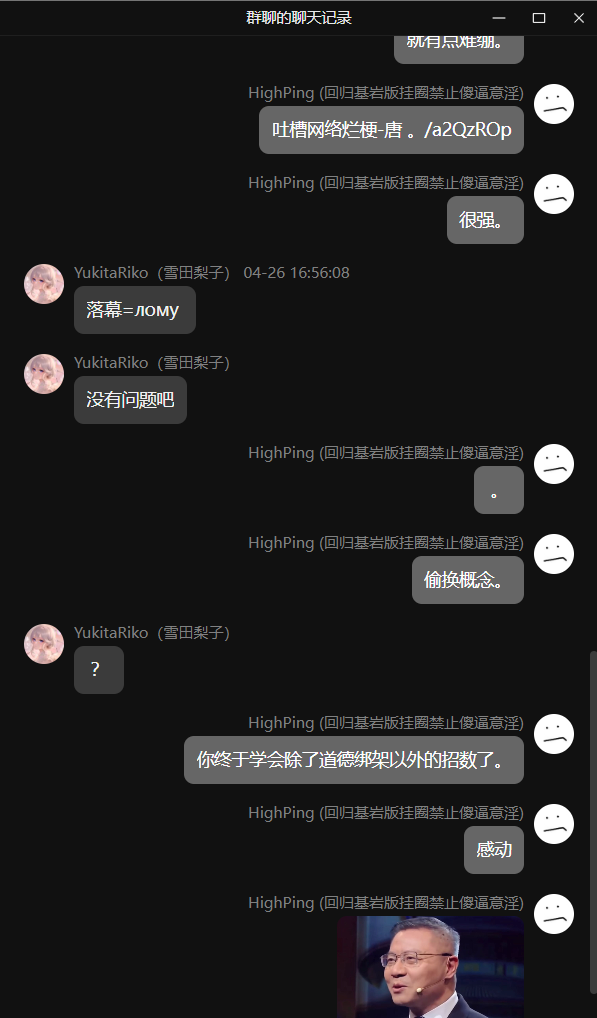 群聊的聊天记录
就有点难绷。
HighPing (回归基岩版挂圈禁止傻逼意淫)
吐槽网络烂梗-唐 。/a2QzROp
HighPing (回归基岩版挂圈禁止傻逼意淫)
很强。
YukitaRiko（雪田梨子） 04-26 16:56:08
落幕=лому
YukitaRiko（雪田梨子）
没有问题吧
HighPing (回归基岩版挂圈禁止傻逼意淫)
。
HighPing (回归基岩版挂圈禁止傻逼意淫)
偷换概念。
YukitaRiko（雪田梨子）
？
HighPing (回归基岩版挂圈禁止傻逼意淫)
你终于学会除了道德绑架以外的招数了。
HighPing (回归基岩版挂圈禁止傻逼意淫)
感动
HighPing (回归基岩版挂圈禁止傻逼意淫)